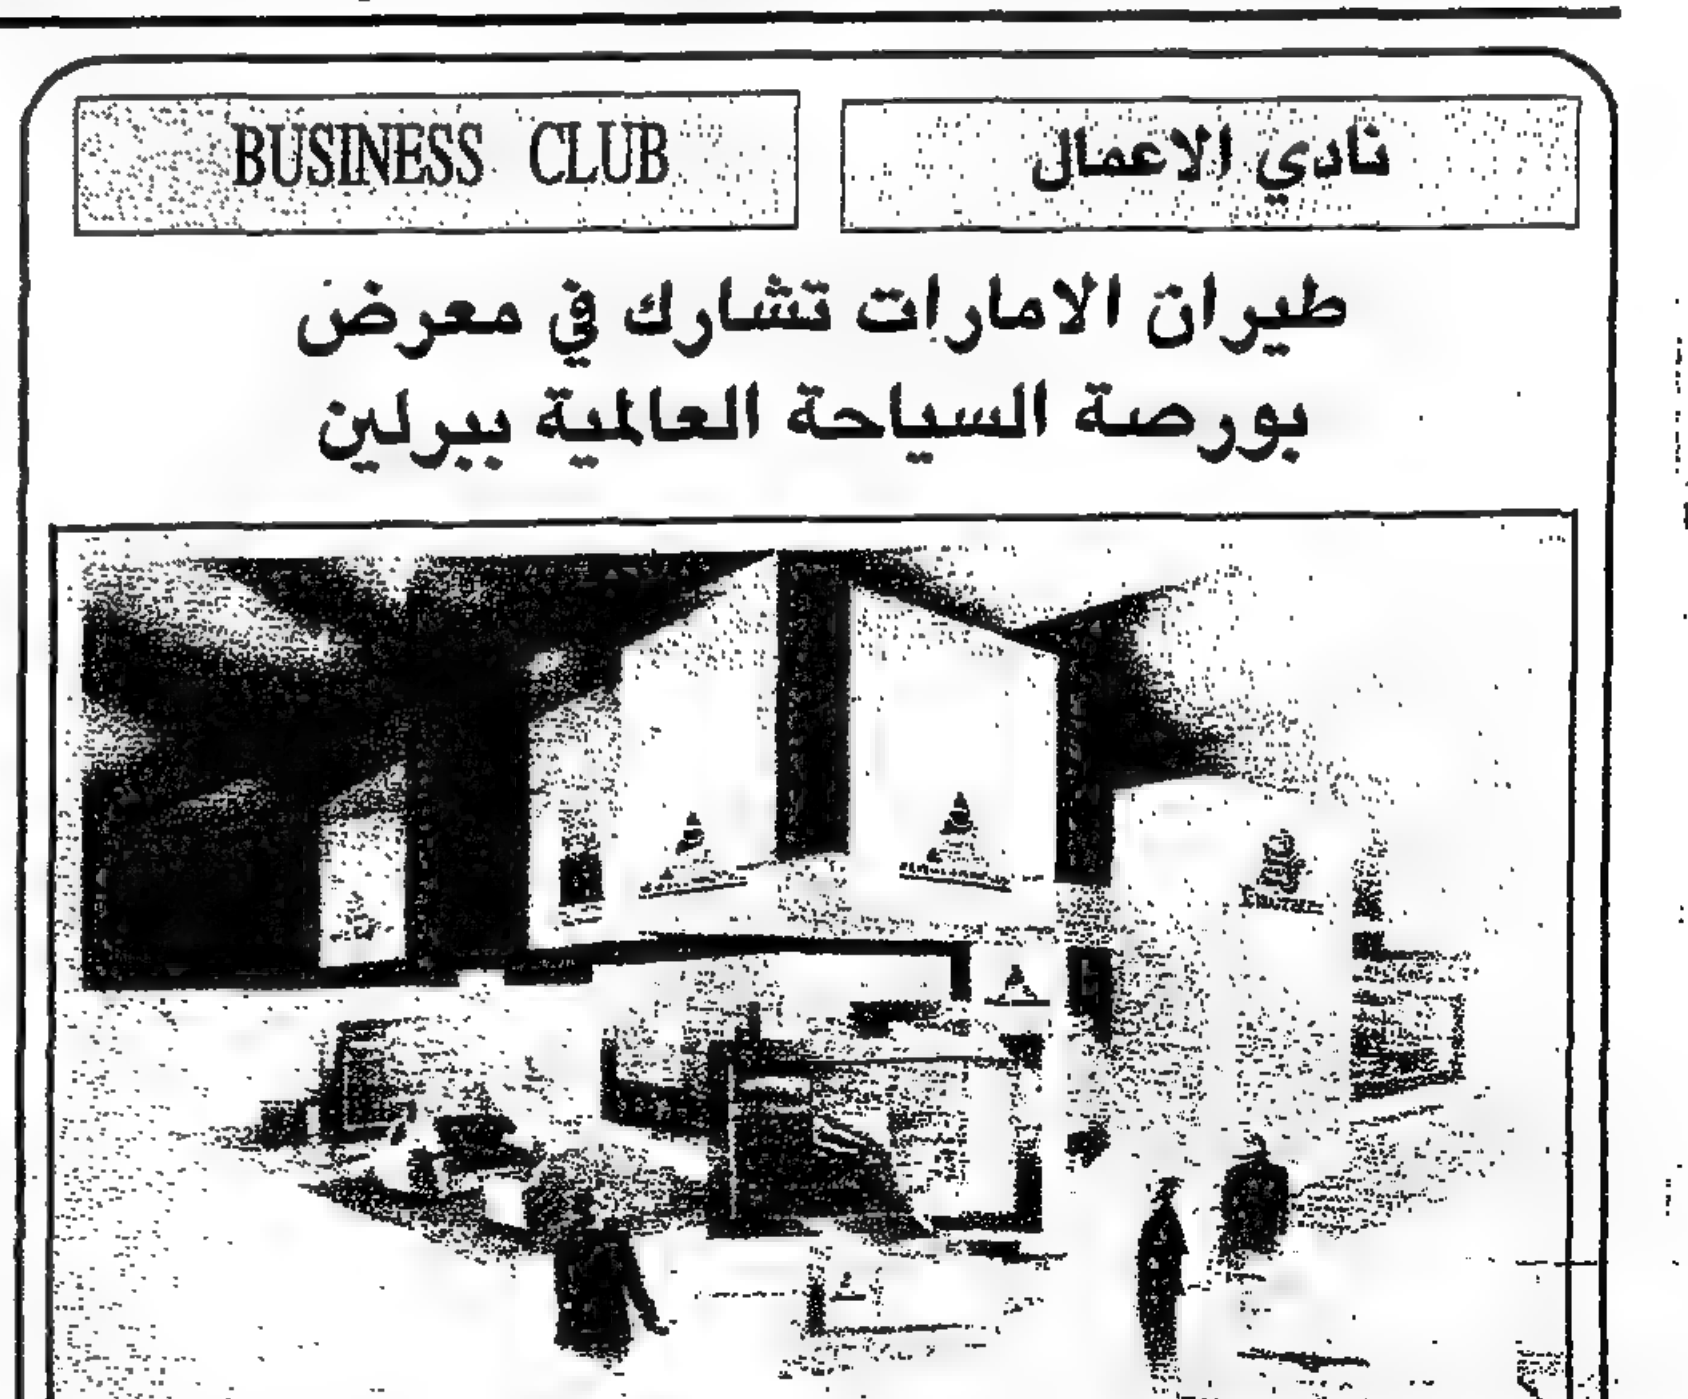 نادي الاعمال
BUSINESS CLUB
طيران الامارات تشارك في معرض
بورصة السياحة العالمية ببرلين